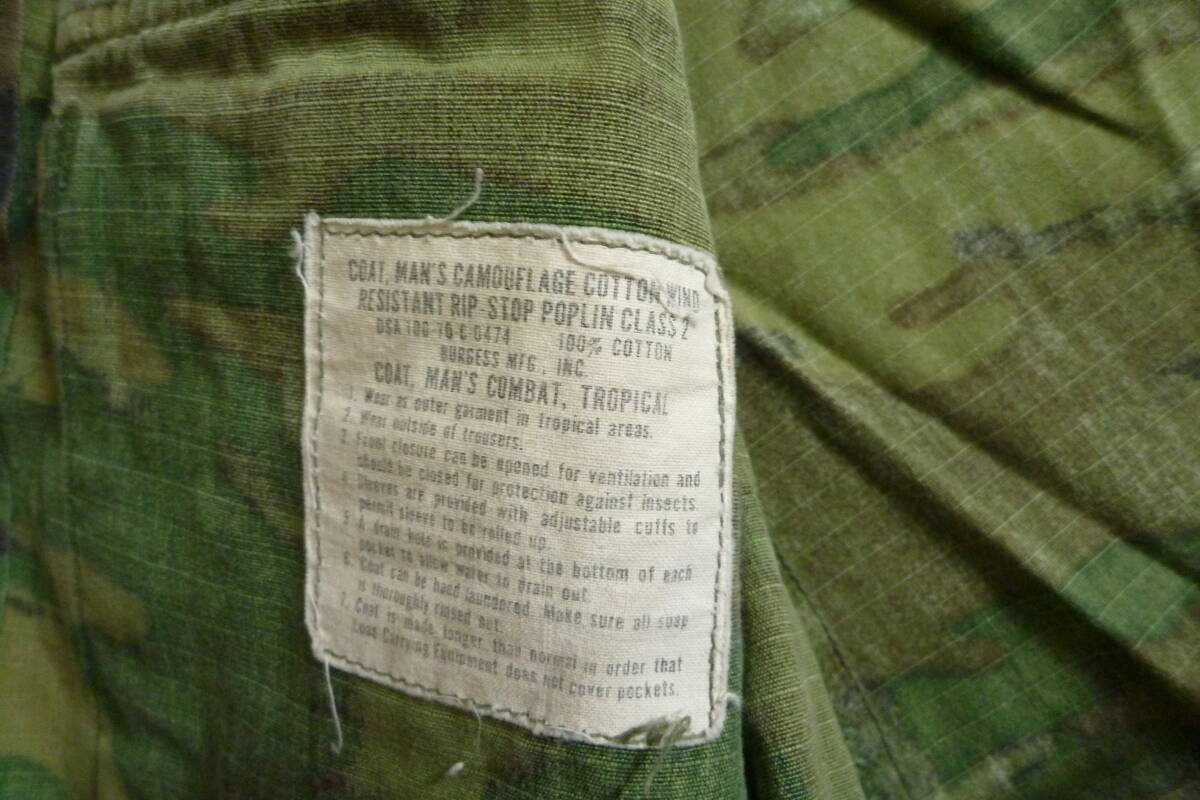 COAT, MAN'S CAMOUFLAGE COTTON WIND
RESISTANT RIP-STOP POPLIN CLASS 2
DSA 100-70-C-0474 100% COTTON
BURGESS MFG., INC.
COAT, MAN'S COMBAT, TROPICAL
1. Wear as outer garment in tropical areas.
2. Wear outside of trousers.
3. Front closure can be opened for ventilation and
should be closed for protection against insects.
4. Sleeves are provided with adjustable cuffs to
permit sleeve to be rolled up.
5. A drain hole is provided at the bottom of each
pocket to allow water to drain out.
6. Coat can be hand laundered. Make sure all soap
is thoroughly rinsed out.
7. Coat is made longer than normal in order that
Load Carrying Equipment does not cover pockets.